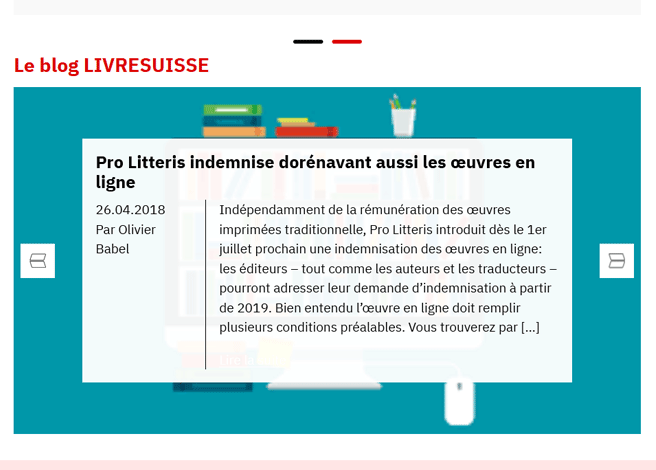 Le blog LIVRESUISSE
Pro Litteris indemnise dorénavant aussi les œuvres en
ligne
26.04.2018
Par Olivier
Babel
Indépendamment de la rémunération des œuvres
imprimées traditionnelle, Pro Litteris introduit dès le 1er
juillet prochain une indemnisation des œuvres en ligne:
les éditeurs – tout comme les auteurs et les traducteurs –
pourront adresser leur demande d’indemnisation à partir
de 2019. Bien entendu l’œuvre en ligne doit remplir
plusieurs conditions préalables. Vous trouverez par [...]